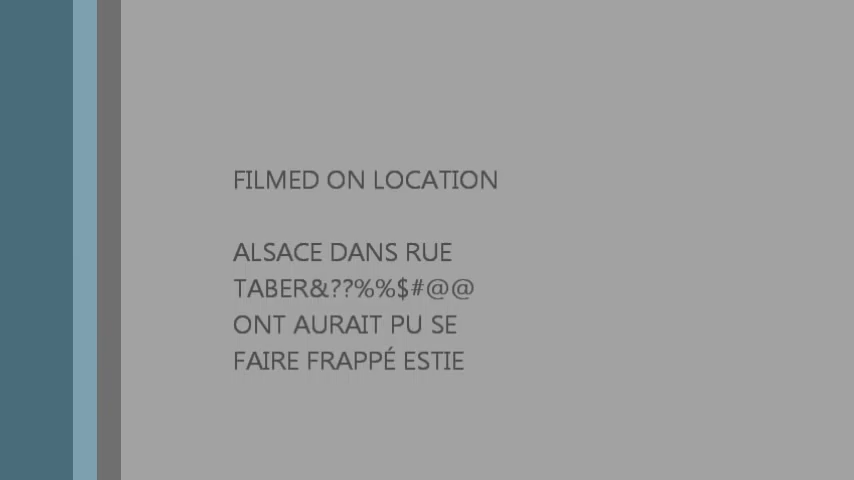 FILMED ON LOCATION
ALSACE DANS RUE
TABER&??%%$#@@
ONT AURAIT PU SE
FAIRE FRAPPÉ ESTIE